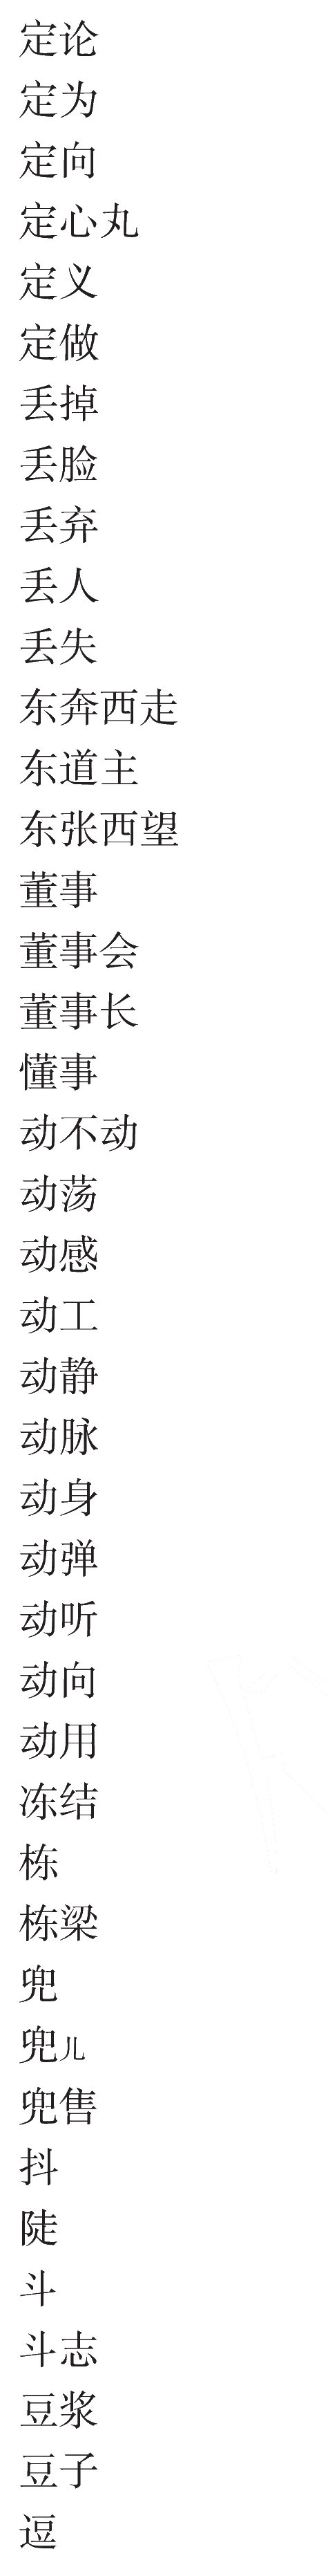 定论
定为
定向
定心丸
定义
定做
丢掉
丢脸
丢弃
丢人
丢失
东奔西走
东道主
东张西望
董事
董事会
董事长
懂事
动不动
动荡
动感
动工
动静
动脉
动身
动弹
动听
动向
动用
冻结
栋
栋梁
兜
兜儿
兜售
抖
陡
斗
斗志
豆浆
豆子
逗